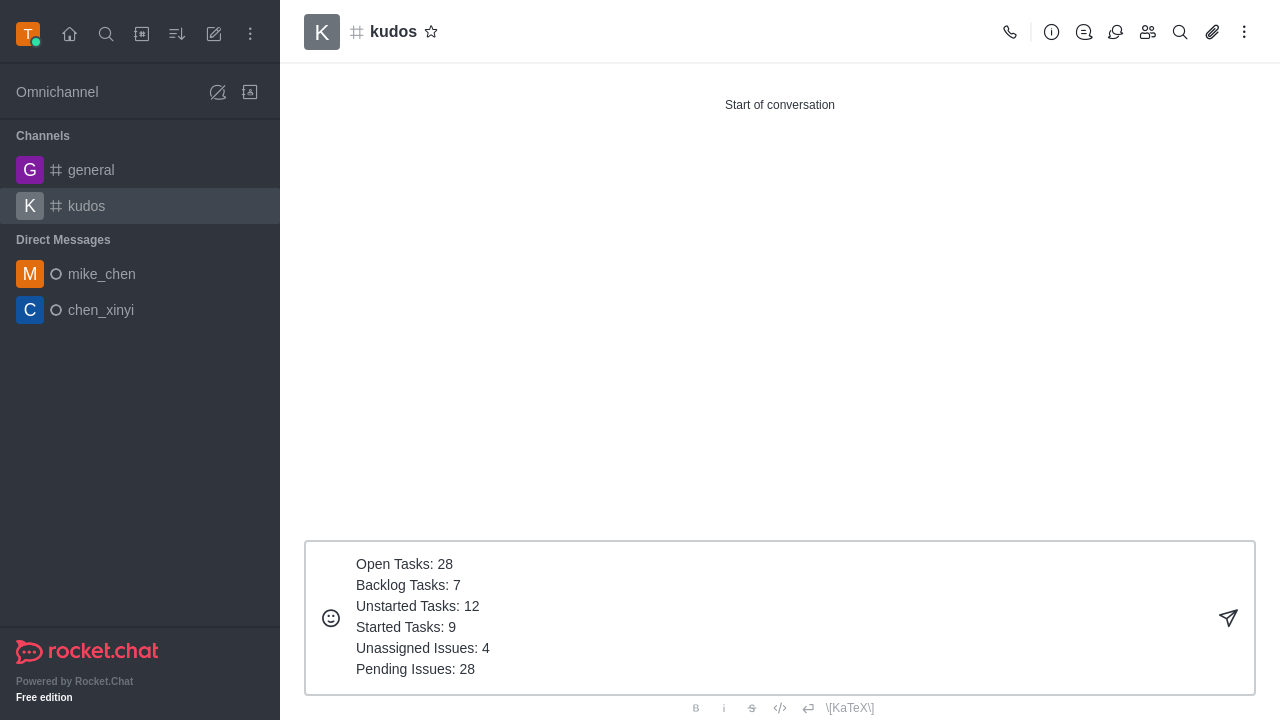 T
Omnichannel
Channels
G general
K kudos
Direct Messages
M mike_chen
C chen_xinyi
rocket.chat
Powered by Rocket.Chat
Free edition
K kudos
Start of conversation
Open Tasks: 28
Backlog Tasks: 7
Unstarted Tasks: 12
Started Tasks: 9
Unassigned Issues: 4
Pending Issues: 28
B i S \[KaTeX\]